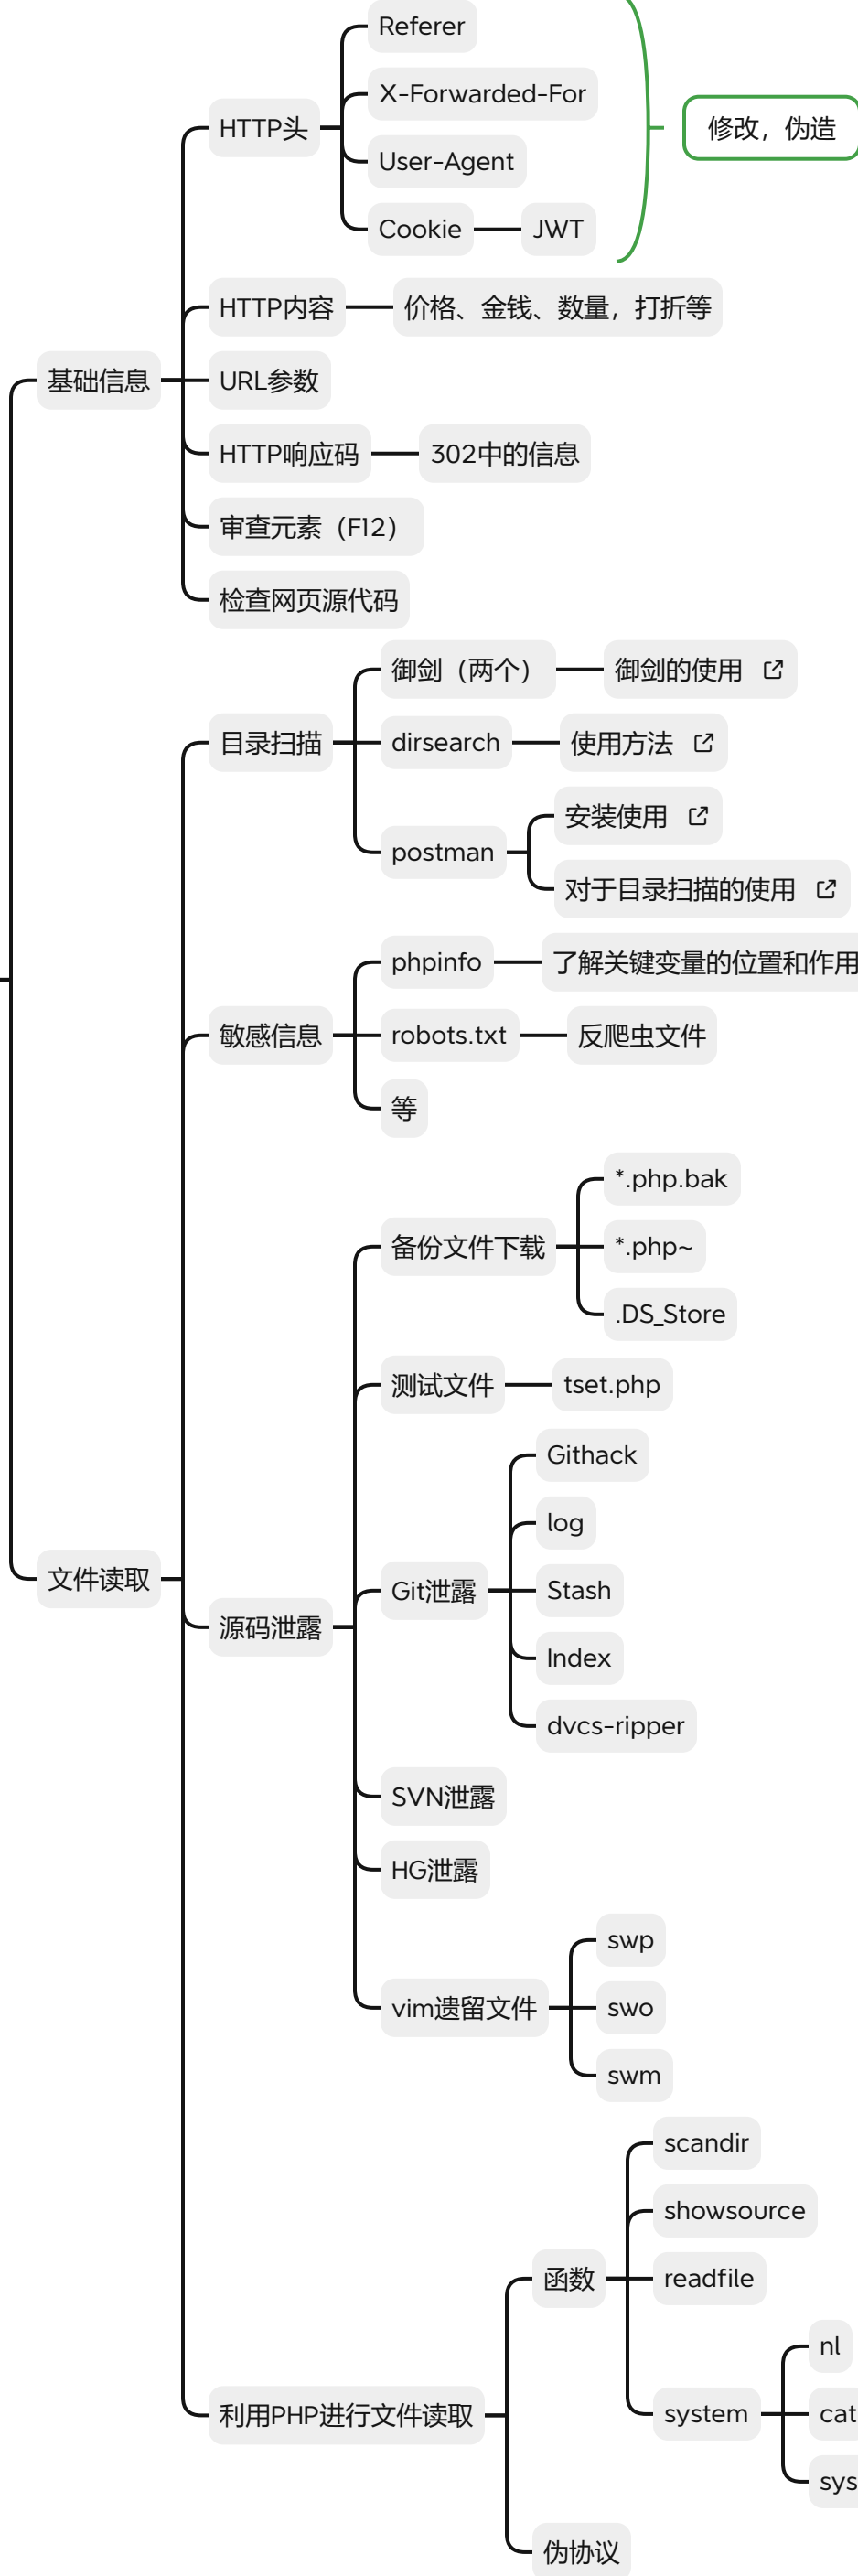 Referer
X-Forwarded-For
HTTP头
修改，伪造
User-Agent
Cookie
JWT
HTTP内容
价格、金钱、数量，打折等
基础信息
URL参数
HTTP响应码
302中的信息
审查元素（F12）
检查网页源代码
御剑（两个）
御剑的使用
目录扫描
dirsearch
使用方法
安装使用
postman
对于目录扫描的使用
phpinfo
了解关键变量的位置和作用
敏感信息
robots.txt
反爬虫文件
等
*.php.bak
备份文件下载
*.php~
.DS_Store
测试文件
tset.php
Githack
log
文件读取
Git泄露
Stash
源码泄露
Index
dvcs-ripper
SVN泄露
HG泄露
swp
vim遗留文件
swo
swm
scandir
showsource
函数
readfile
nl
利用PHP进行文件读取
system
cat
sys
伪协议